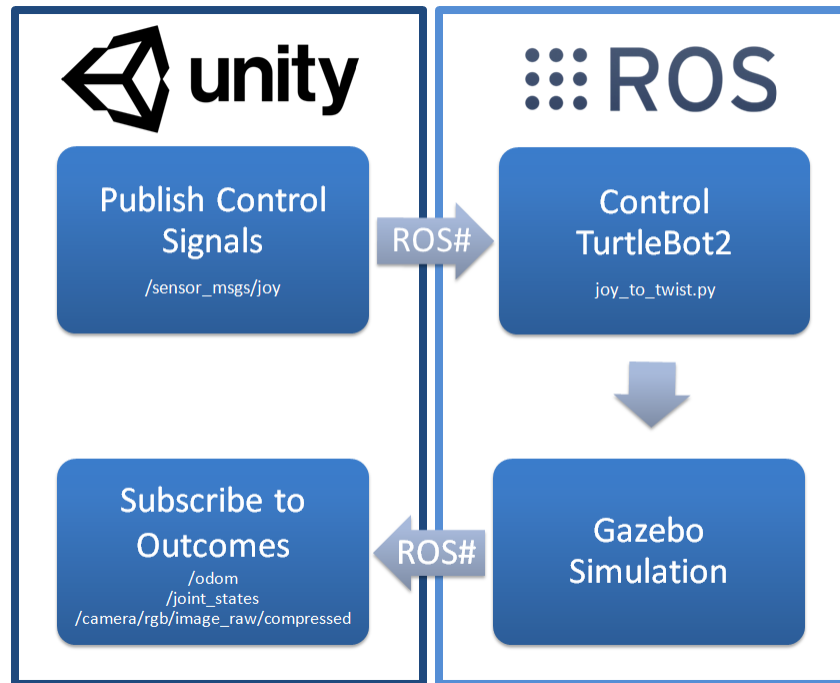 unity
ROS
Publish Control
Signals
/sensor_msgs/joy
ROS#
Control
TurtleBot2
joy_to_twist.py
Subscribe to
Outcomes
/odom
/joint_states
/camera/rgb/image_raw/compressed
ROS#
Gazebo
Simulation